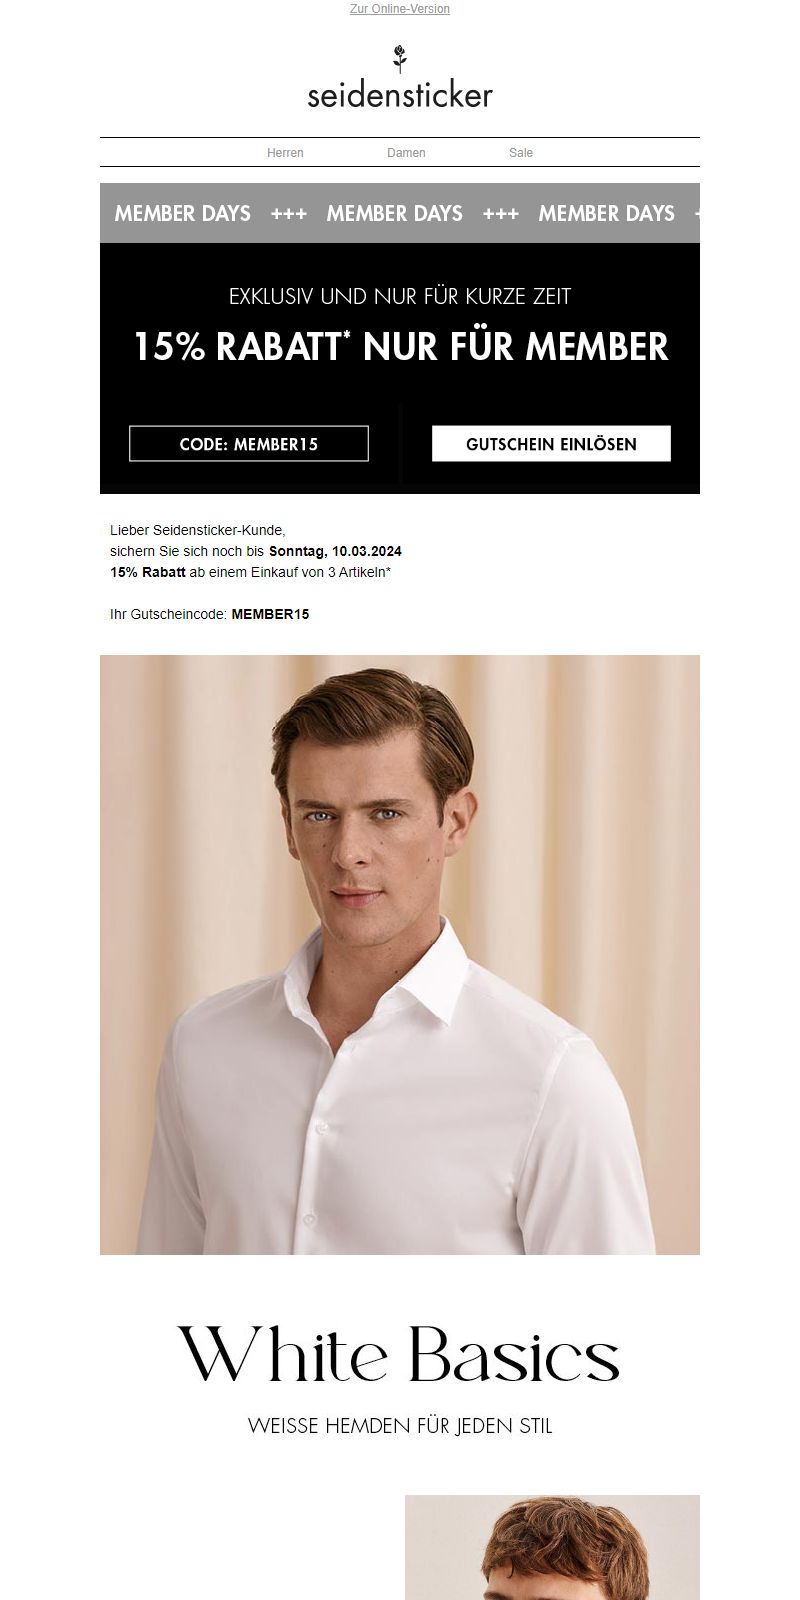 Zur Online-Version
seidensticker
Herren Damen Sale
MEMBER DAYS +++ MEMBER DAYS +++ MEMBER DAYS +
EXKLUSIV UND NUR FÜR KURZE ZEIT
15% RABATT* NUR FÜR MEMBER
CODE: MEMBER15 GUTSCHEIN EINLÖSEN
Lieber Seidensticker-Kunde,
sichern Sie sich noch bis Sonntag, 10.03.2024
15% Rabatt ab einem Einkauf von 3 Artikeln*
Ihr Gutscheincode: MEMBER15
White Basics
WEISSE HEMDEN FÜR JEDEN STIL